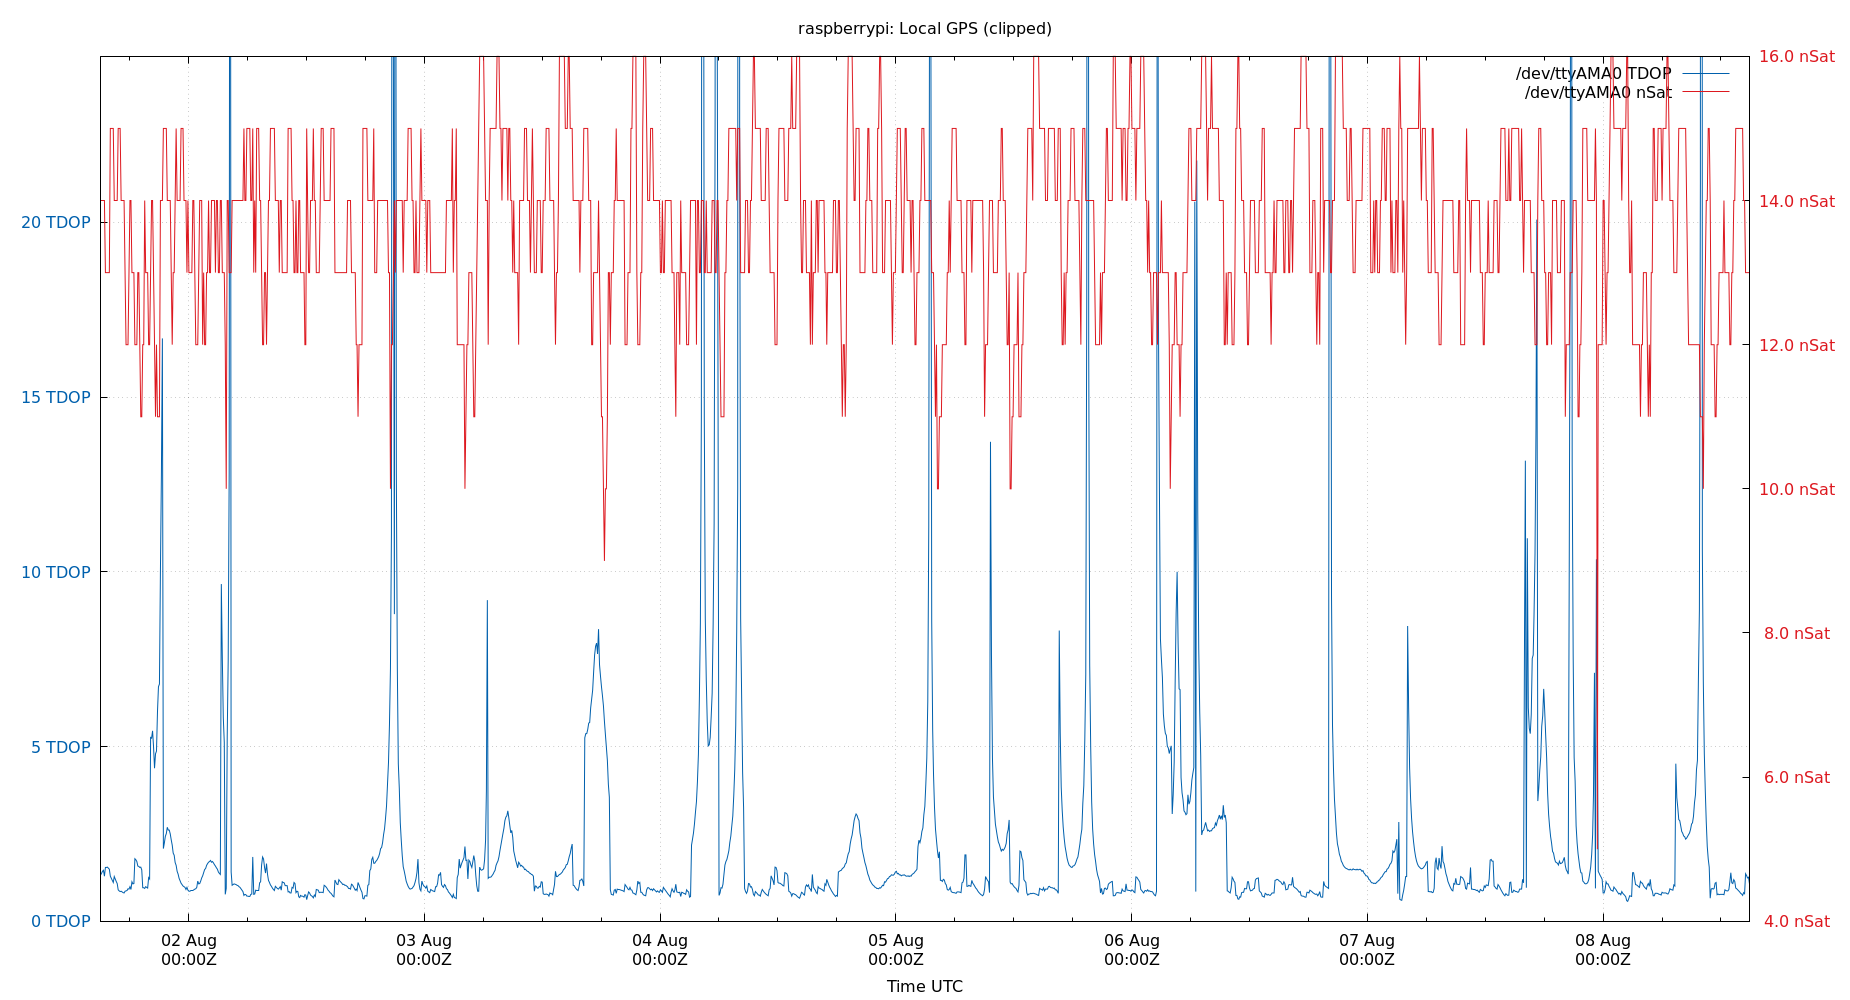 raspberrypi: Local GPS (clipped)
/dev/ttyAMA0 TDOP
/dev/ttyAMA0 nSat
20 TDOP
15 TDOP
10 TDOP
5 TDOP
0 TDOP
16.0 nSat
14.0 nSat
12.0 nSat
10.0 nSat
8.0 nSat
6.0 nSat
4.0 nSat
02 Aug
00:00Z
03 Aug
00:00Z
04 Aug
00:00Z
05 Aug
00:00Z
06 Aug
00:00Z
07 Aug
00:00Z
08 Aug
00:00Z
Time UTC